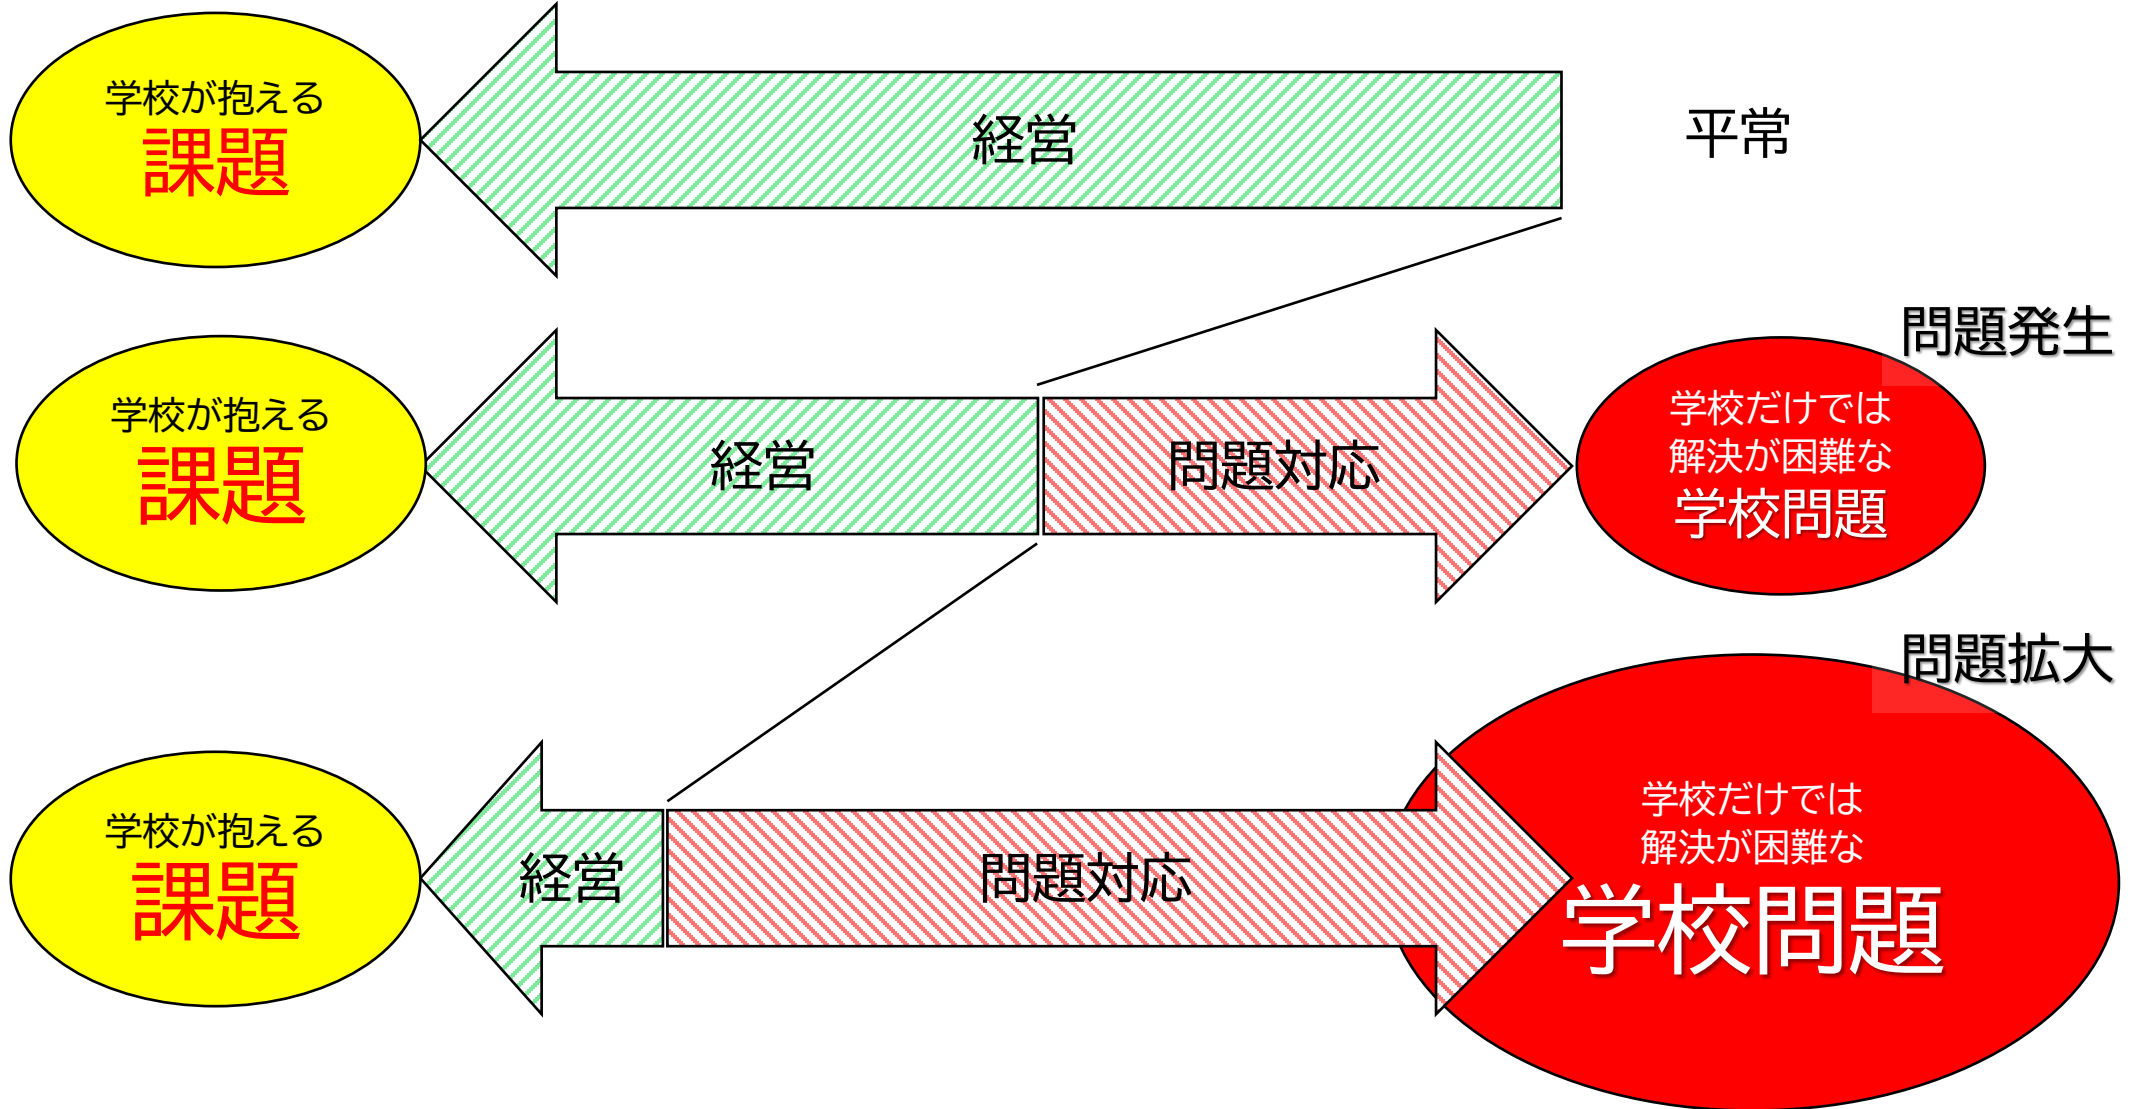 学校が抱える
課題
経営
平常
問題発生
学校が抱える
課題
経営
問題対応
学校だけでは
解決が困難な
学校問題
問題拡大
学校が抱える
課題
経営
問題対応
学校だけでは
解決が困難な
学校問題